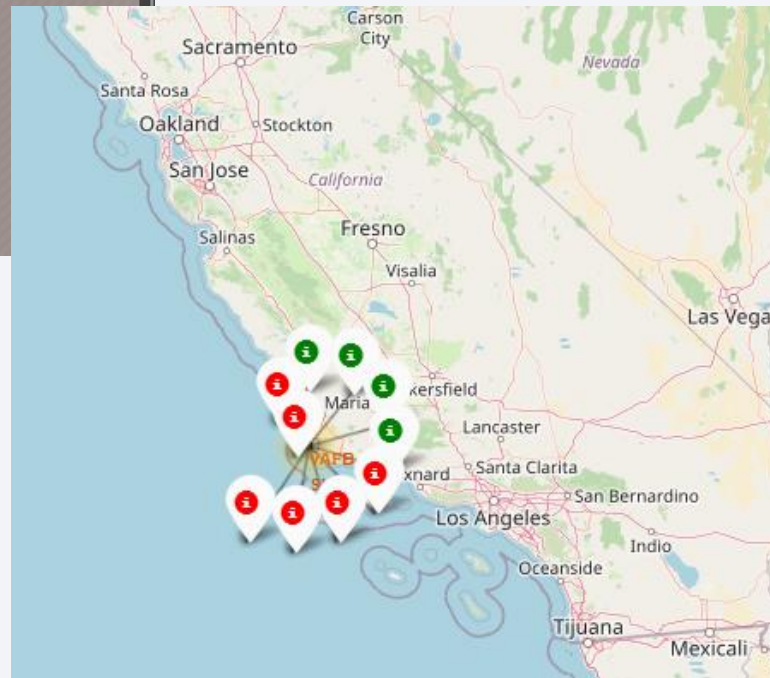 Carson
City
Sacramento
Nevada
Santa Rosa
Oakland
Stockton
San Jose
California
Fresno
Salinas
Visalia
Las Vega
kersfield
Maria
Lancaster
VAFB
xnard
Santa Clarita
San Bernardino
Los Angeles
Indio
Oceanside
Tijuana
Mexicali